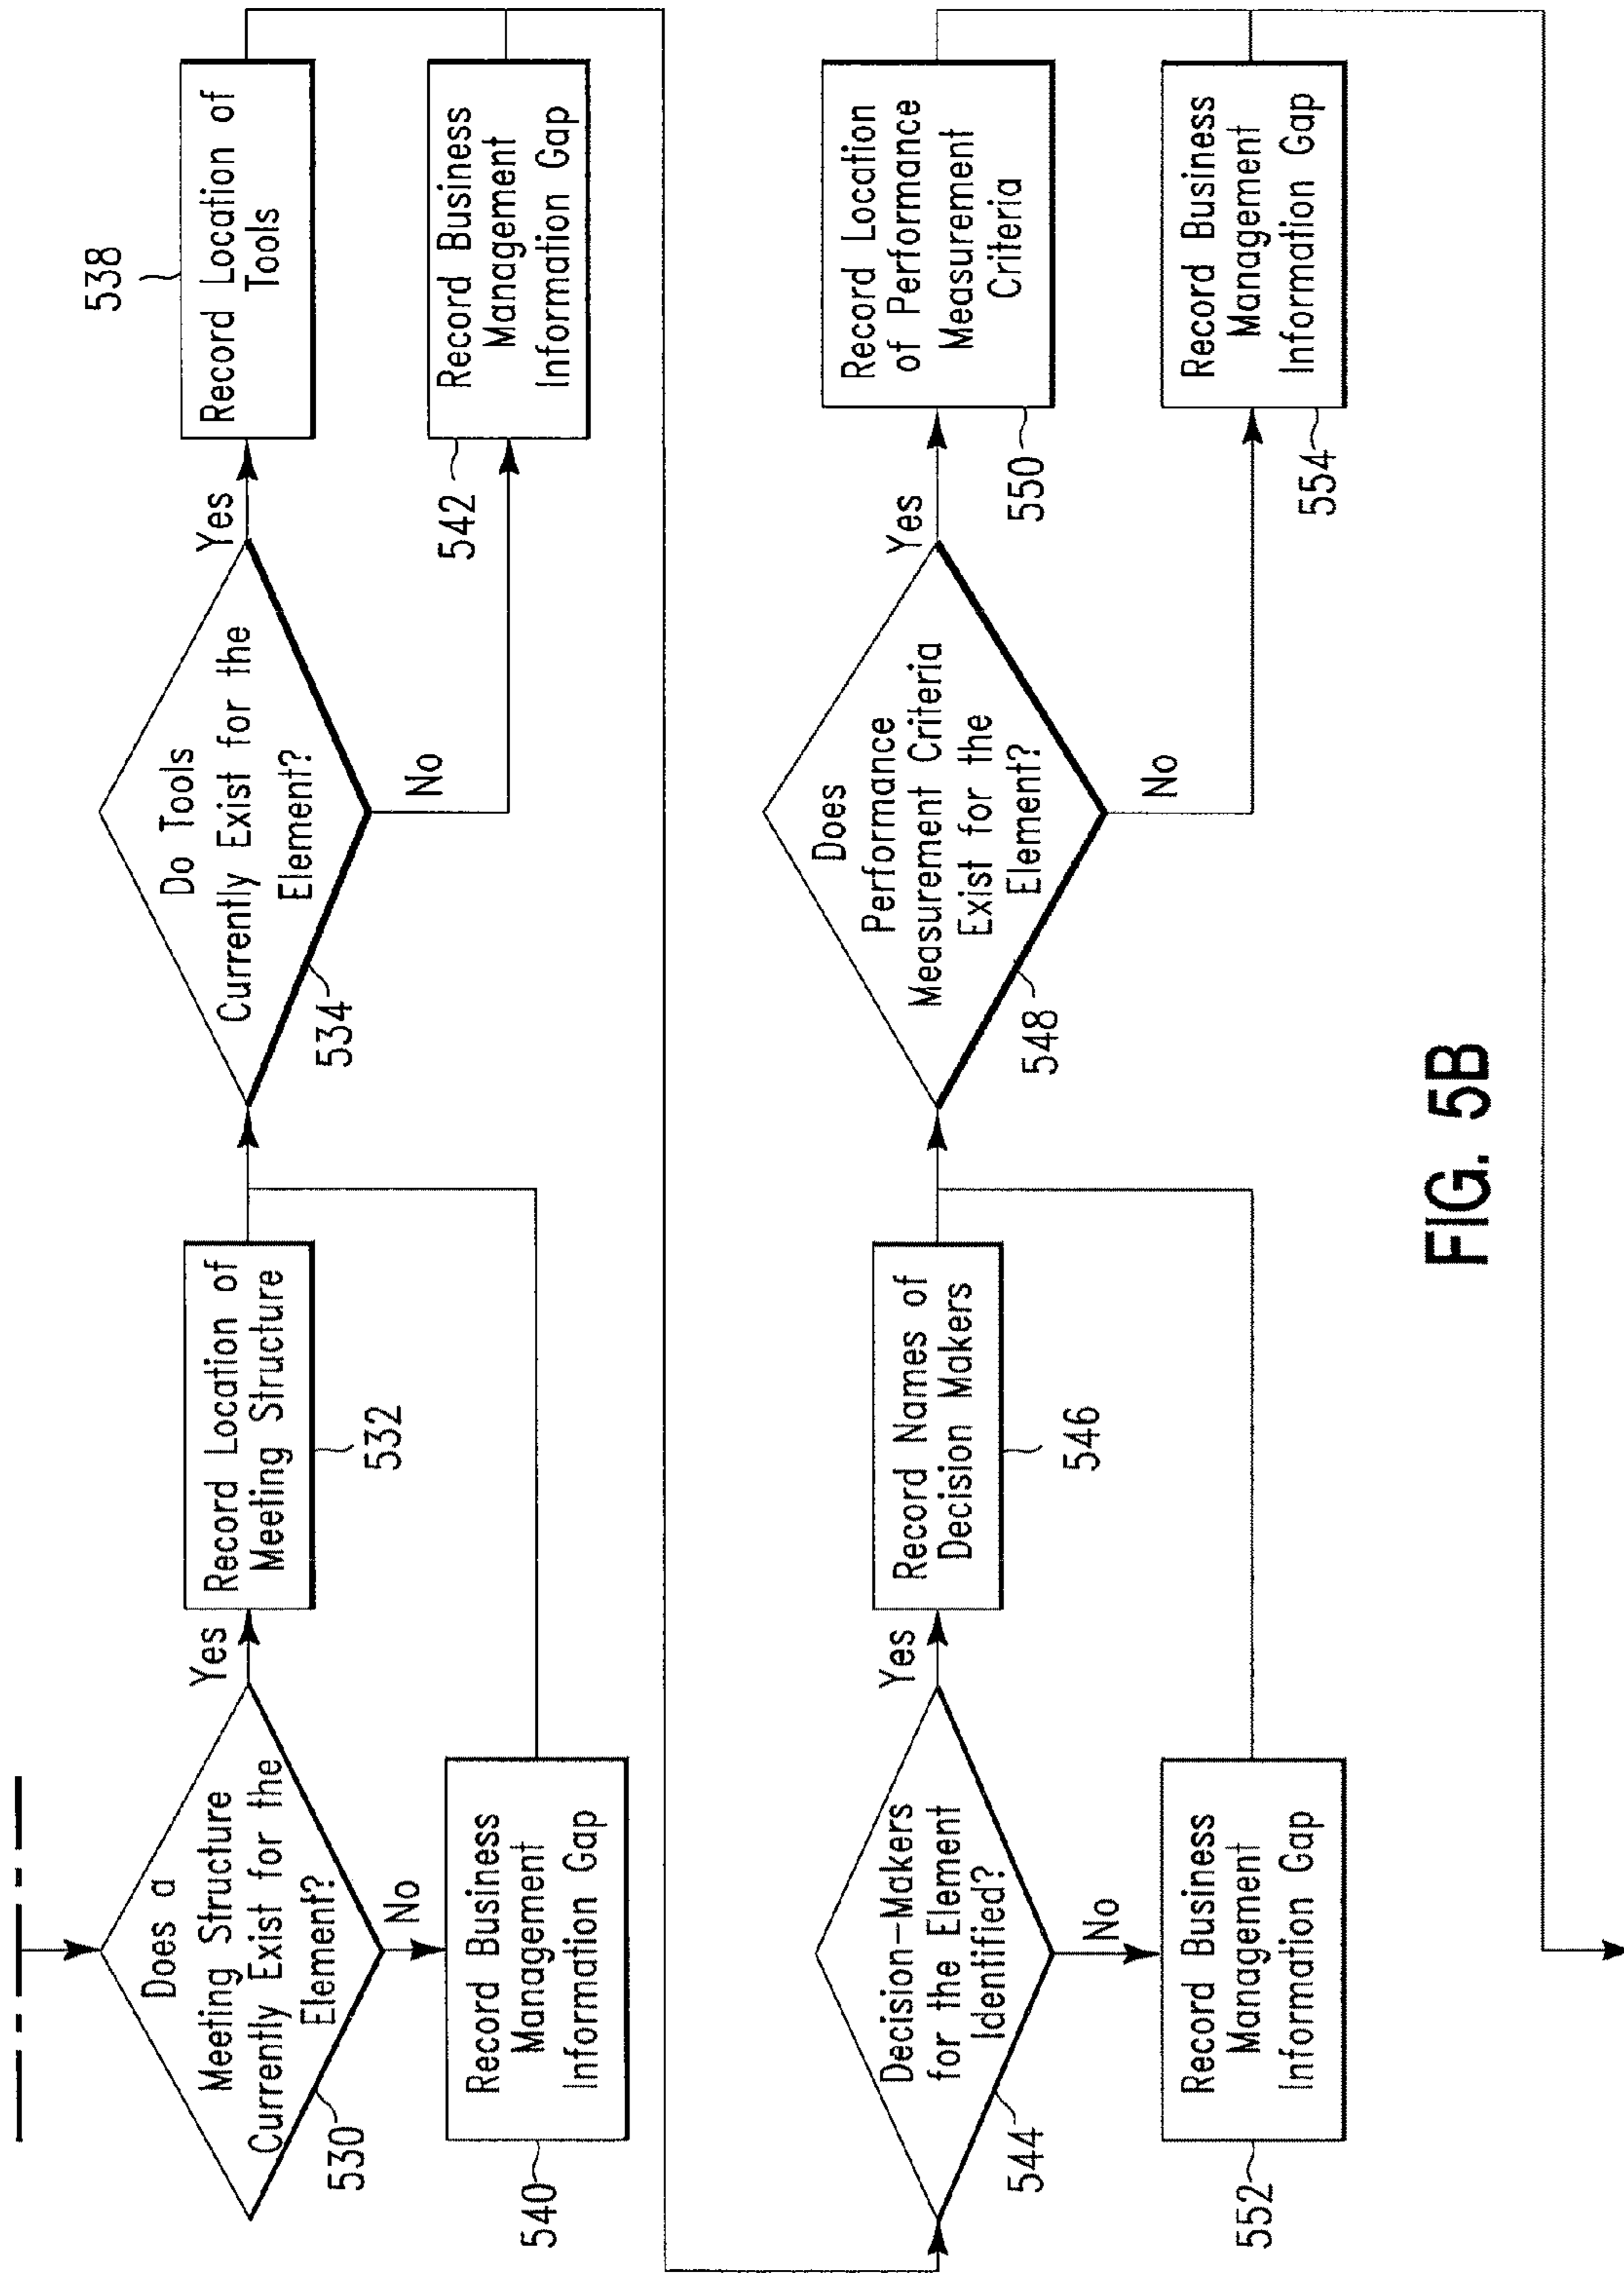 Does a
Meeting Structure
Currently Exist for the
Element?
530
Yes
No
Record Location of
Meeting Structure
532
Record Business
Management
Information Gap
540
Do Tools
Currently Exist for the
Element?
534
Yes
No
Record Location of
Tools
538
Record Business
Management
Information Gap
542
Decision-Makers
for the Element
Identified?
544
Yes
No
Record Names of
Decision Makers
546
Record Business
Management
Information Gap
552
Does
Performance
Measurement Criteria
Exist for the
Element?
548
Yes
No
Record Location
of Performance
Measurement
Criteria
550
Record Business
Management
Information Gap
554
FIG. 5B